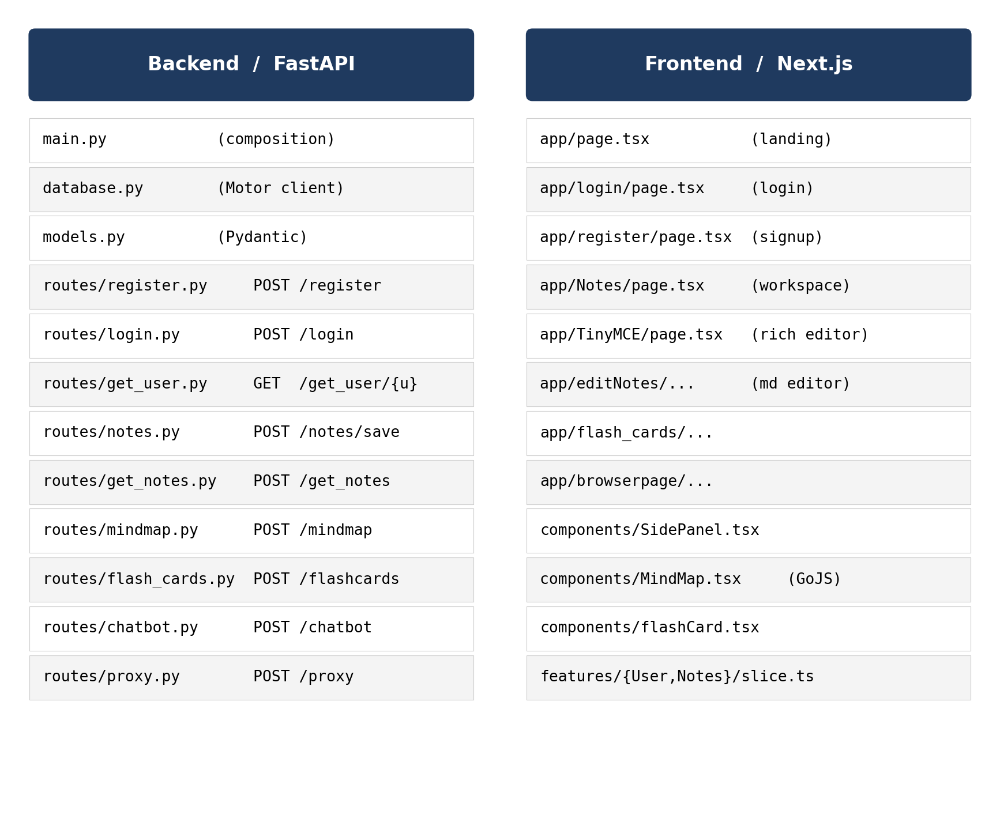 Backend / FastAPI
main.py (composition)
database.py (Motor client)
models.py (Pydantic)
routes/register.py POST /register
routes/login.py POST /login
routes/get_user.py GET /get_user/{u}
routes/notes.py POST /notes/save
routes/get_notes.py POST /get_notes
routes/mindmap.py POST /mindmap
routes/flash_cards.py POST /flashcards
routes/chatbot.py POST /chatbot
routes/proxy.py POST /proxy
Frontend / Next.js
app/page.tsx (landing)
app/login/page.tsx (login)
app/register/page.tsx (signup)
app/Notes/page.tsx (workspace)
app/TinyMCE/page.tsx (rich editor)
app/editNotes/... (md editor)
app/flash_cards/...
app/browserpage/...
components/SidePanel.tsx
components/MindMap.tsx (GoJS)
components/flashCard.tsx
features/{User,Notes}/slice.ts